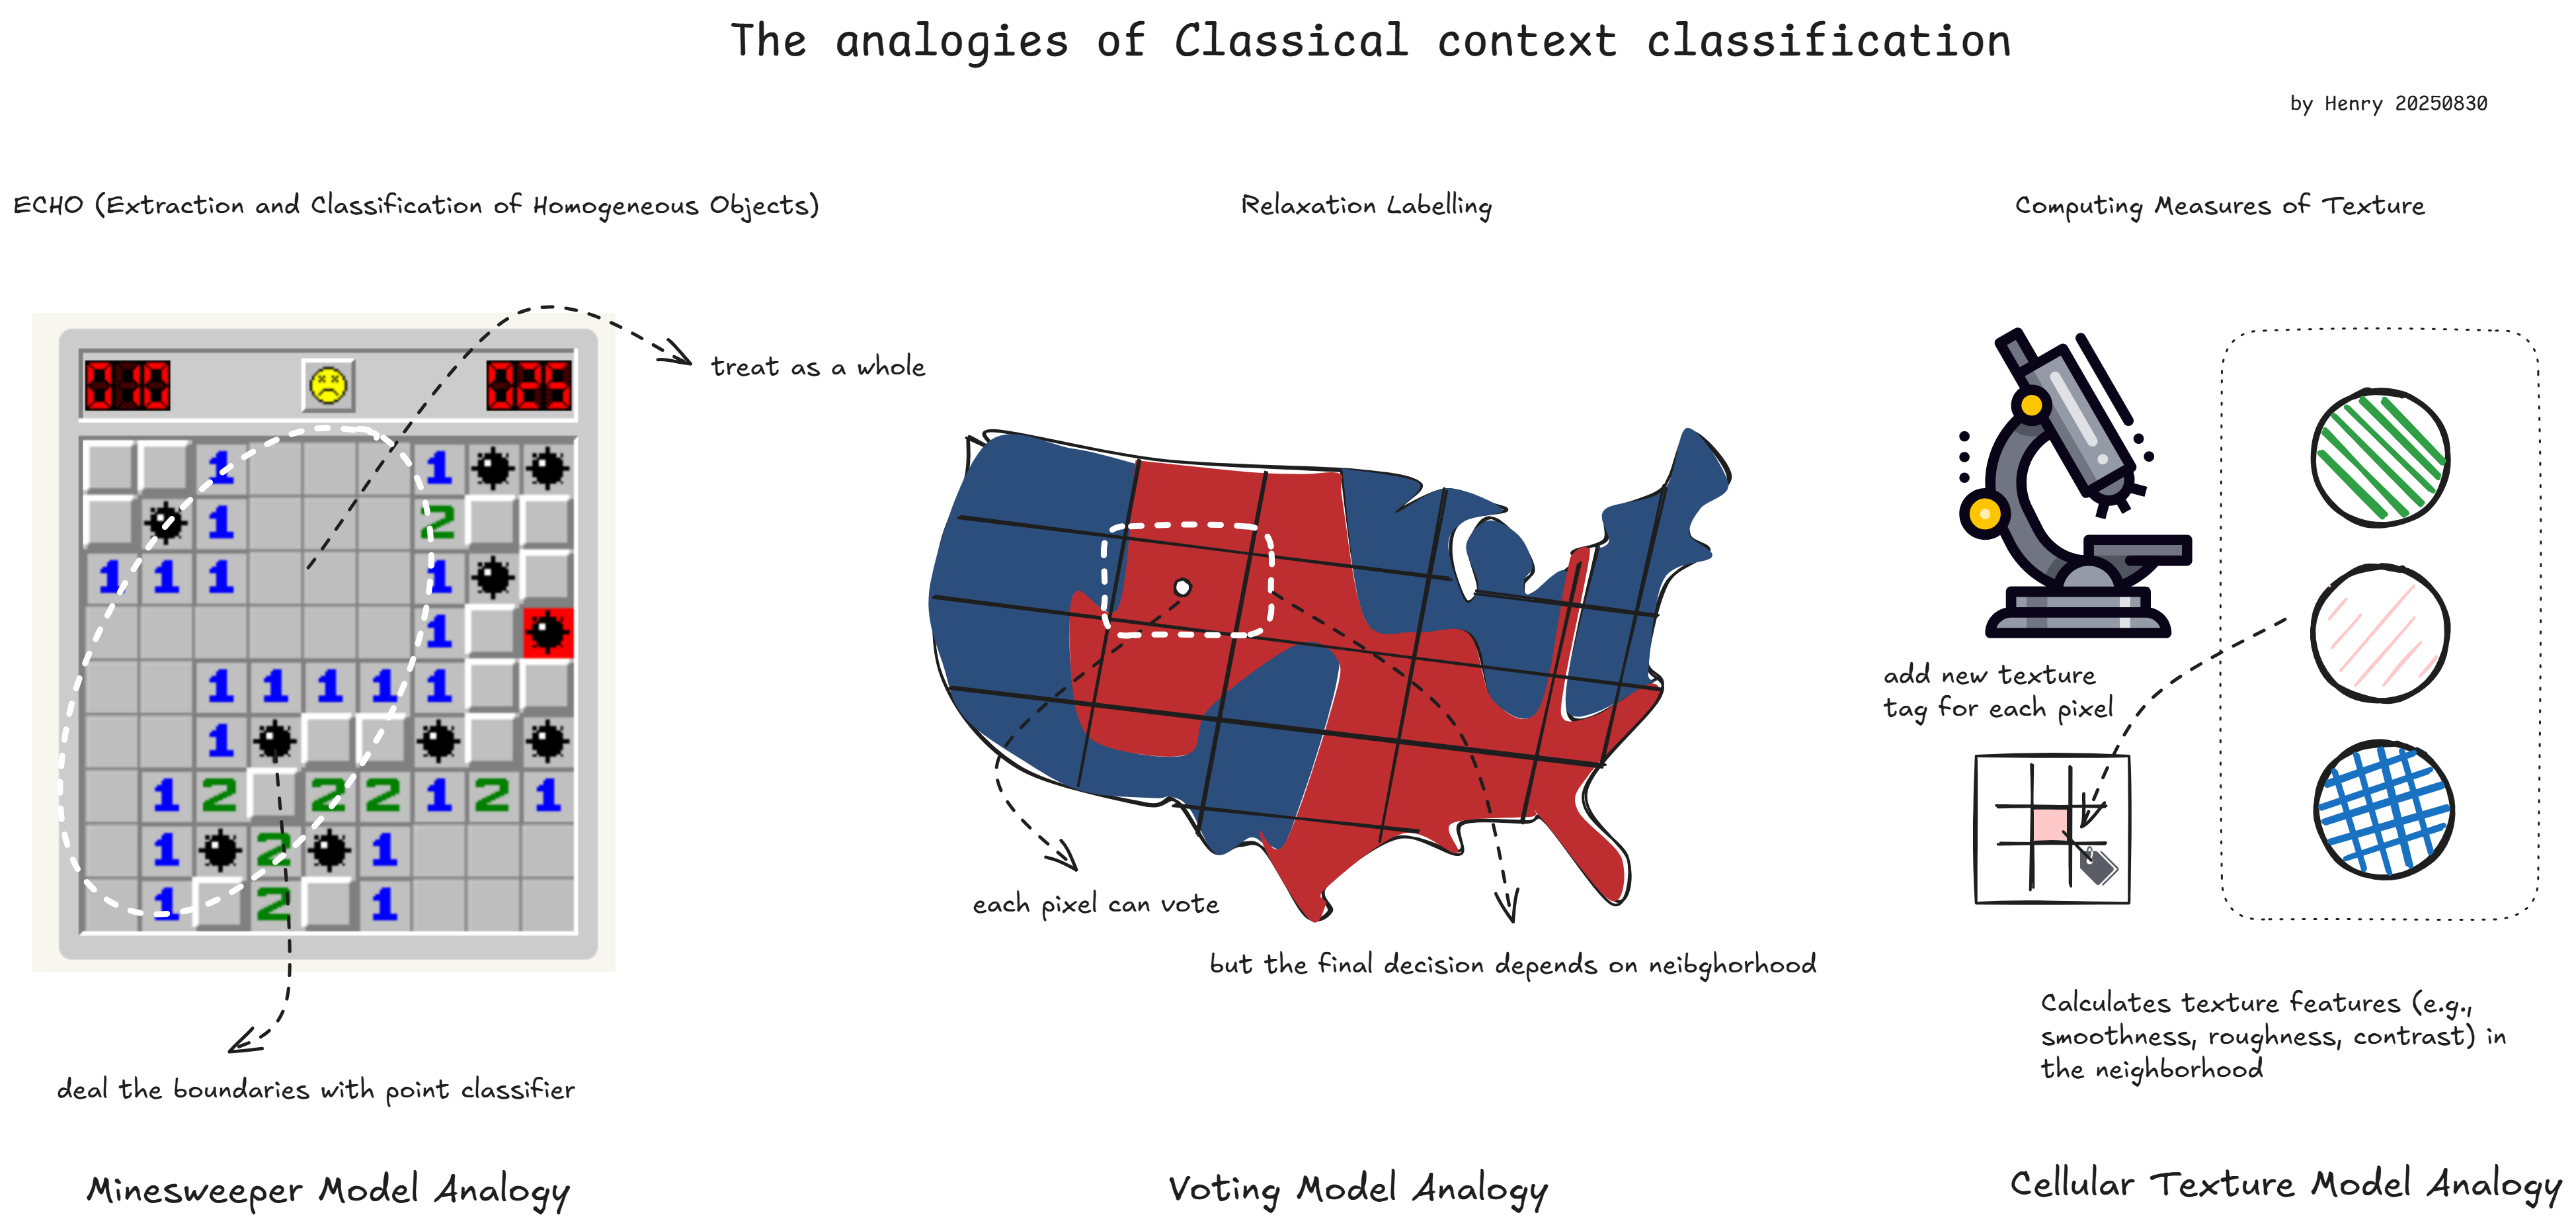 The analogies of Classical context classification
by Henry 20250830
ECHO (Extraction and Classification of Homogeneous Objects)
Relaxation Labelling
Computing Measures of Texture
treat as a whole
010
025
1 1
1 2
1 1 1 1
1
1 1 1 1 1
1
1 2 2 2 1 2 1
1 2 1
1 2 1
deal the boundaries with point classifier
each pixel can vote
but the final decision depends on neibghorhood
add new texture
tag for each pixel
Calculates texture features (e.g.,
smoothness, roughness, contrast) in
the neighborhood
Minesweeper Model Analogy
Voting Model Analogy
Cellular Texture Model Analogy